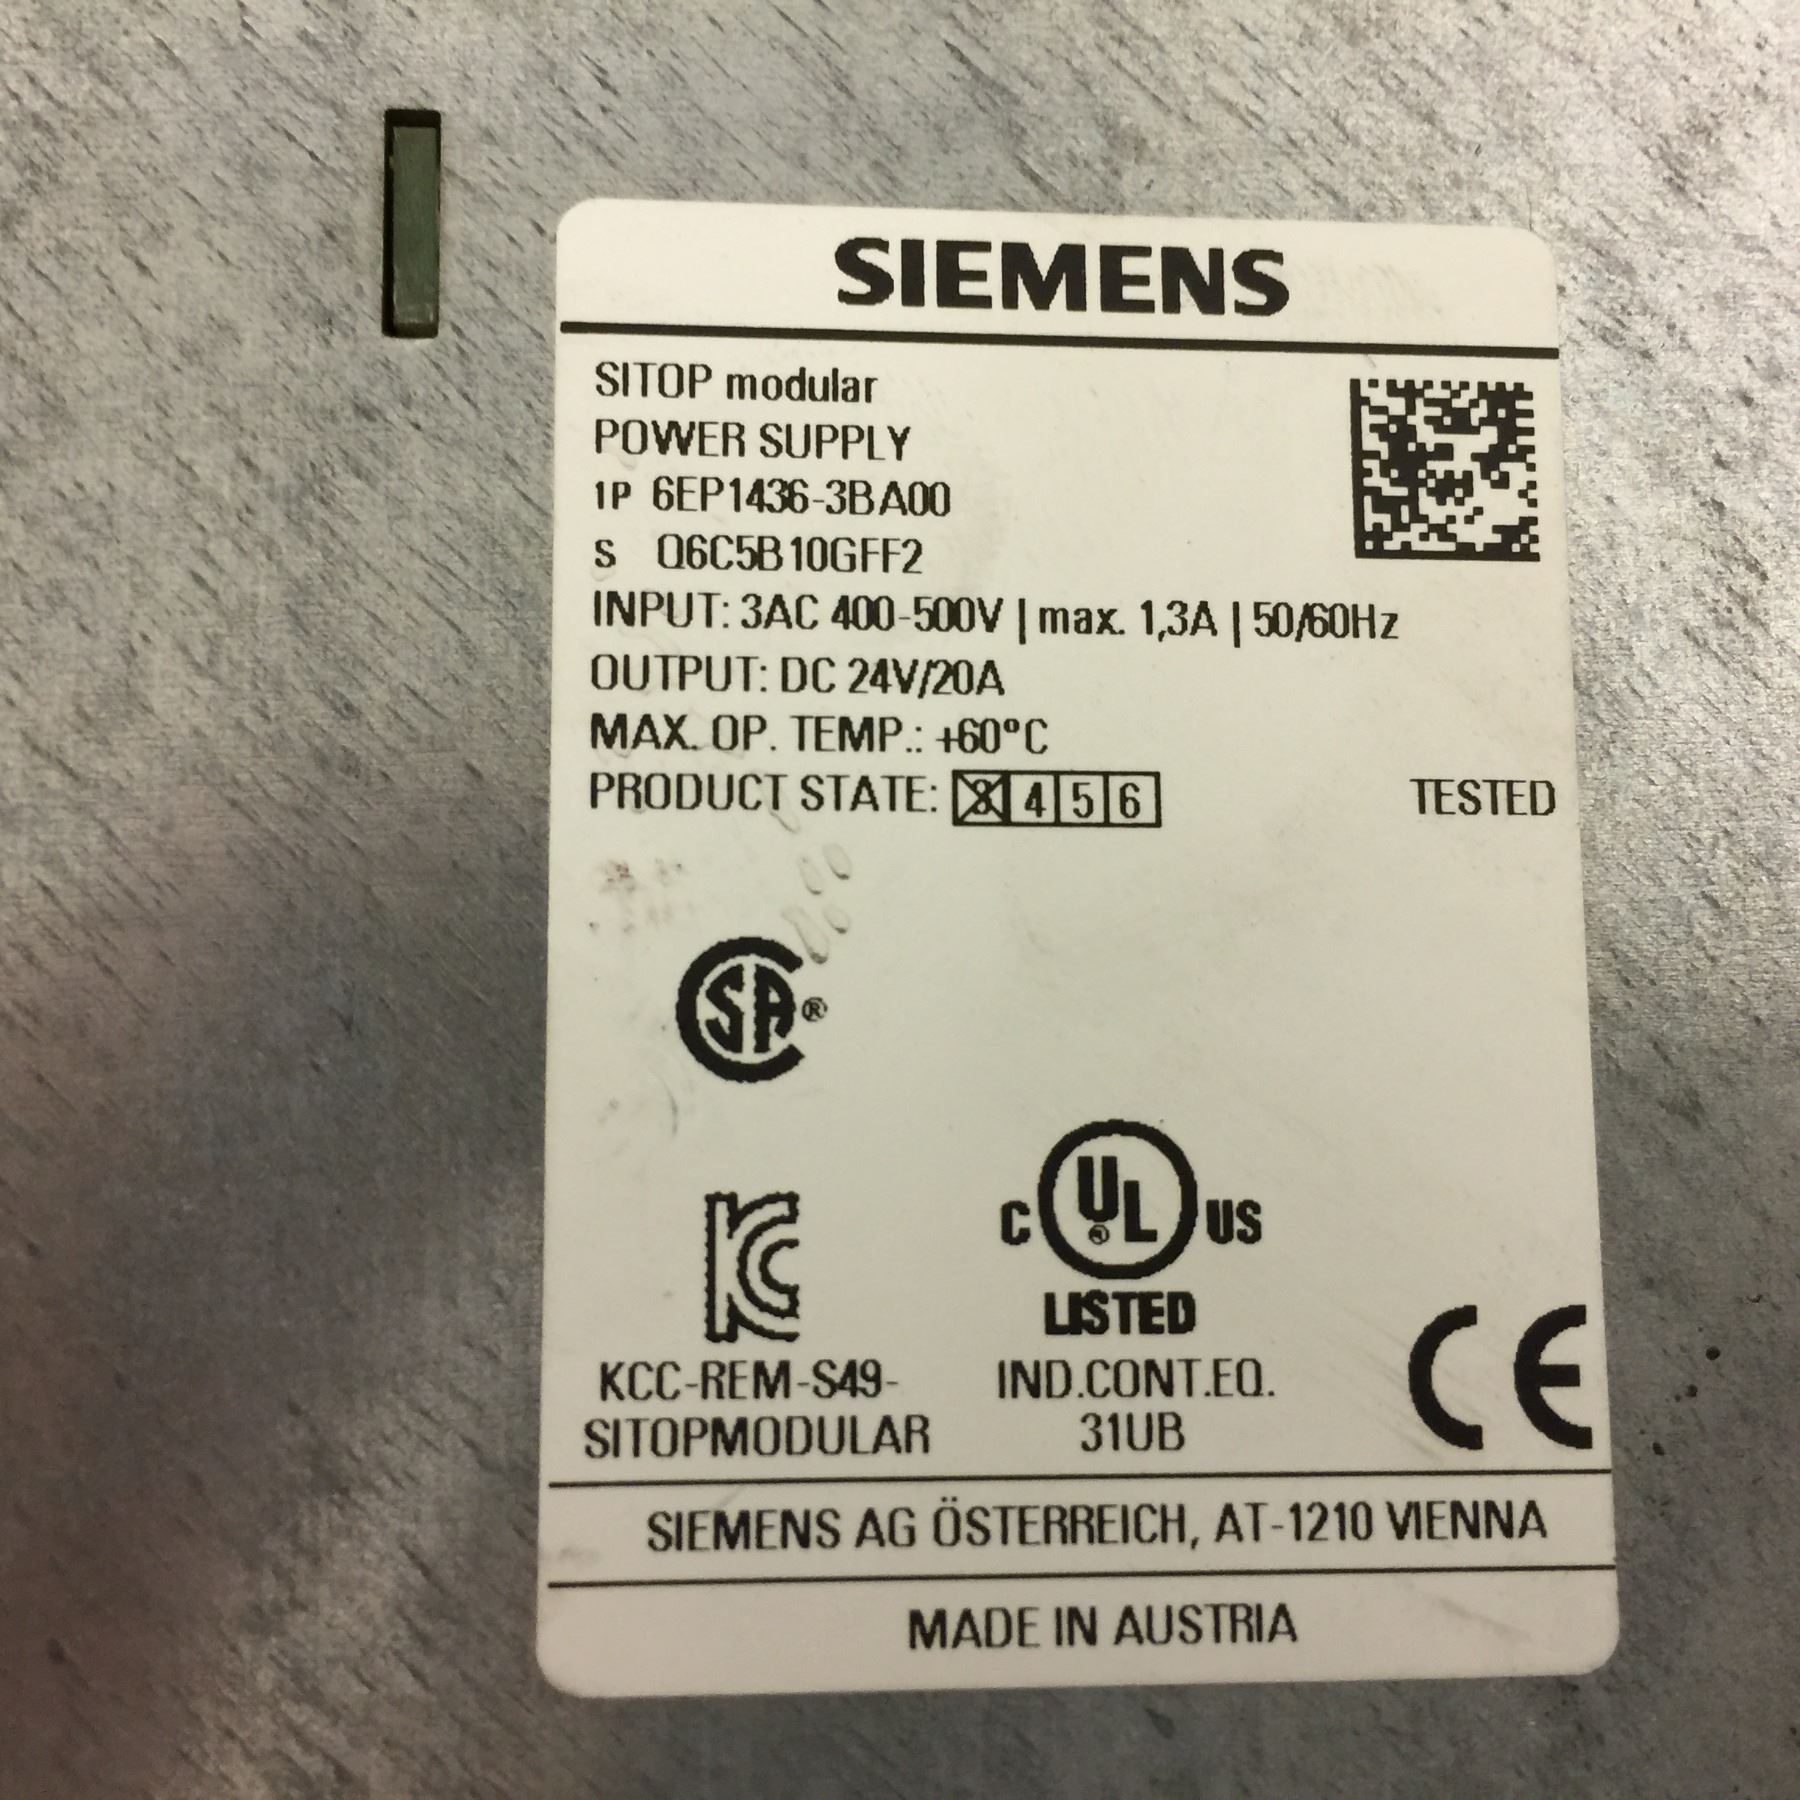 SIEMENS
SITOP modular
POWER SUPPLY
1P 6EP1436-3BA00
S Q6C5B10GFF2
INPUT: 3AC 400-500V | max. 1,3A | 50/60Hz
OUTPUT: DC 24V/20A
MAX. OP. TEMP.: +60°C
PRODUCT STATE: 3 4 5 6 TESTED
CSA®
KC
C UL® US
LISTED
KCC-REM-S49-
SITOPMODULAR
IND.CONT.EQ.
31UB
CE
SIEMENS AG ÖSTERREICH, AT-1210 VIENNA
MADE IN AUSTRIA